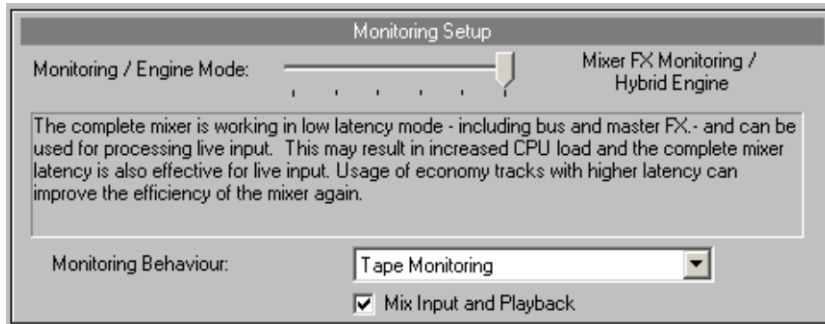 Monitoring Setup
Monitoring / Engine Mode:
Mixer FX Monitoring /
Hybrid Engine
The complete mixer is working in low latency mode - including bus and master FX.- and can be
used for processing live input.  This may result in increased CPU load and the complete mixer
latency is also effective for live input. Usage of economy tracks with higher latency can
improve the efficiency of the mixer again.
Monitoring Behaviour:
Tape Monitoring
Mix Input and Playback